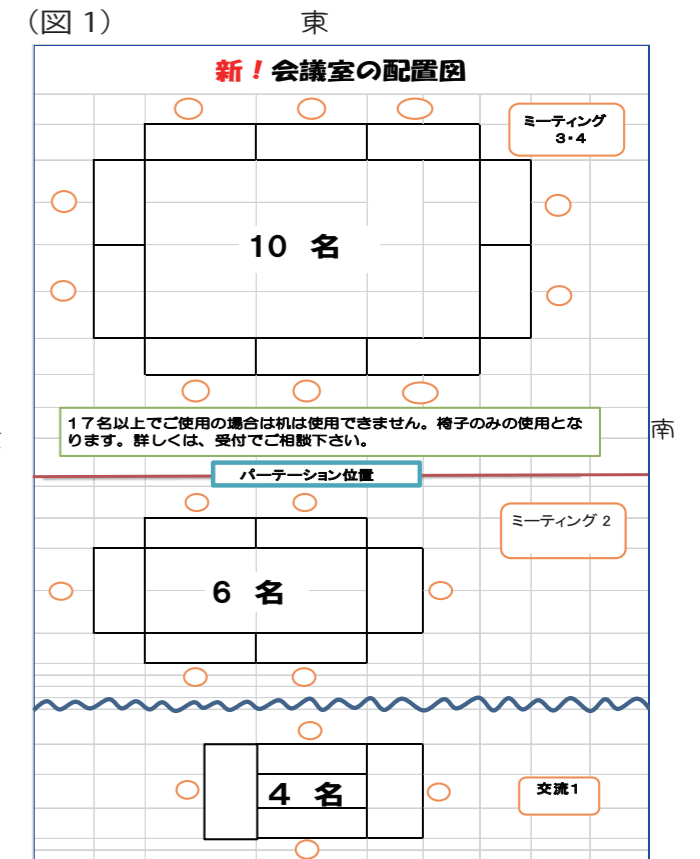 （図 1）
東
新！会議室の配置図
ミーティング
３・４
10 名
１７名以上でご使用の場合は机は使用できません。椅子のみの使用とな
ります。詳しくは、受付でご相談下さい。
南
パーテーション位置
ミーティング 2
6 名
4 名
交流１